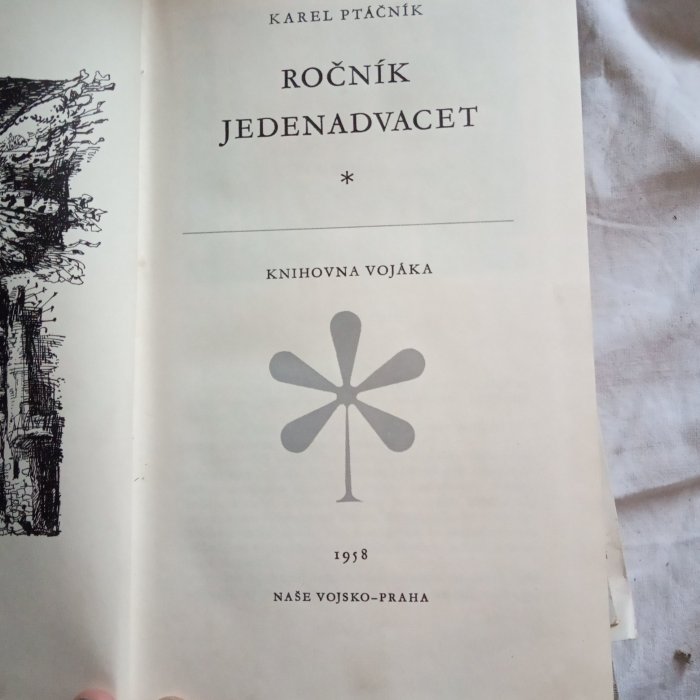 KAREL PTÁČNÍK
ROČNÍK
JEDENADVACET
*
KNIHOVNA VOJÁKA
1958
NAŠE VOJSKO–PRAHA